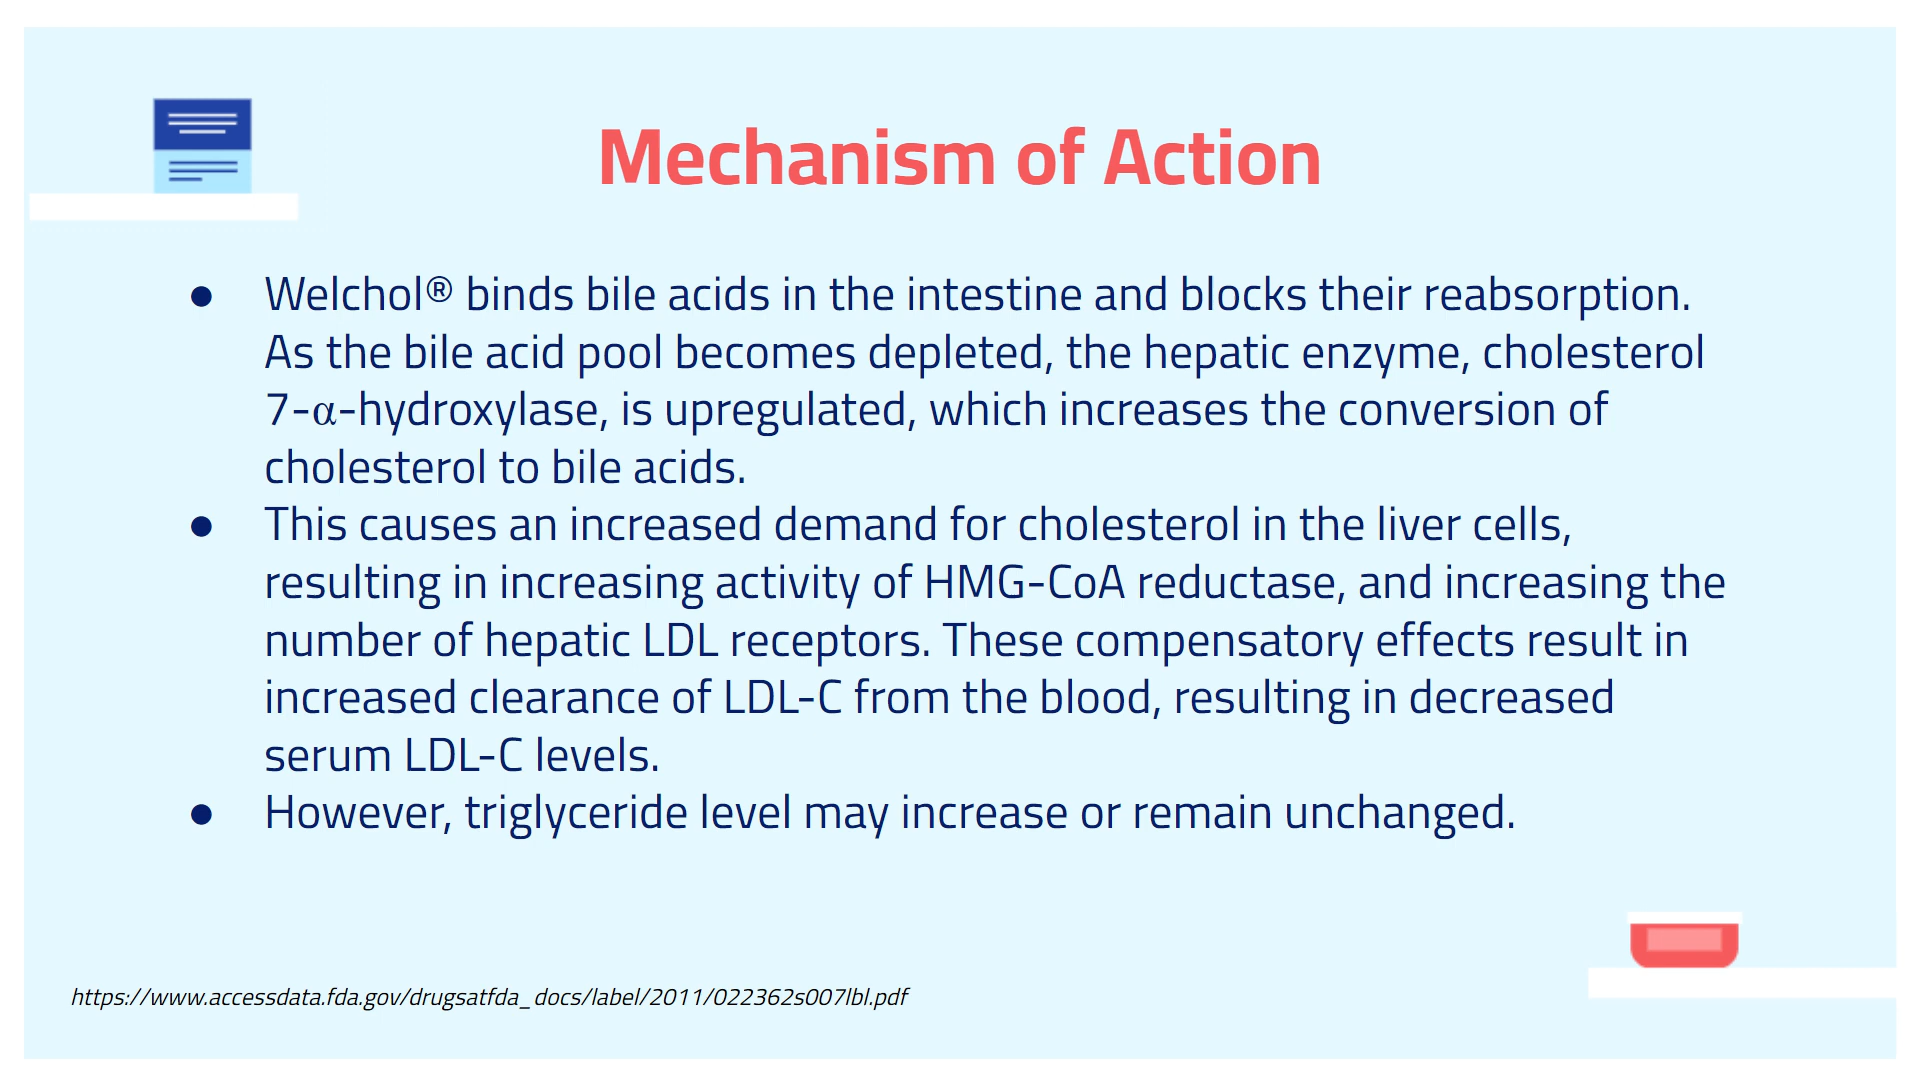 Mechanism of Action
● Welchol® binds bile acids in the intestine and blocks their reabsorption.
As the bile acid pool becomes depleted, the hepatic enzyme, cholesterol
7-α-hydroxylase, is upregulated, which increases the conversion of
cholesterol to bile acids.
● This causes an increased demand for cholesterol in the liver cells,
resulting in increasing activity of HMG-CoA reductase, and increasing the
number of hepatic LDL receptors. These compensatory effects result in
increased clearance of LDL-C from the blood, resulting in decreased
serum LDL-C levels.
● However, triglyceride level may increase or remain unchanged.
https://www.accessdata.fda.gov/drugsatfda_docs/label/2011/022362s007lbl.pdf